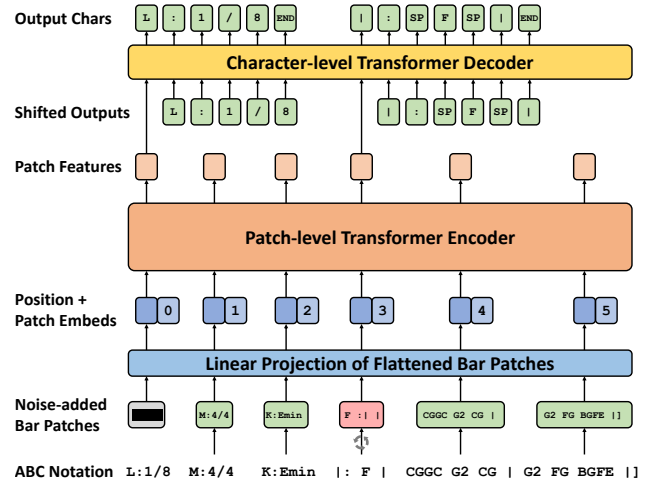 Output Chars L : 1 / 8 END | : SP F SP | END
Character-level Transformer Decoder
Shifted Outputs L : 1 / 8 | : SP F SP |
Patch Features
Patch-level Transformer Encoder
Position +
Patch Embeds 0 1 2 3 4 5
Linear Projection of Flattened Bar Patches
Noise-added
Bar Patches M:4/4 K:Emin F :| | CGGC G2 CG | G2 FG BGFE |]
ABC Notation L:1/8 M:4/4 K:Emin |: F | CGGC G2 CG | G2 FG BGFE |]